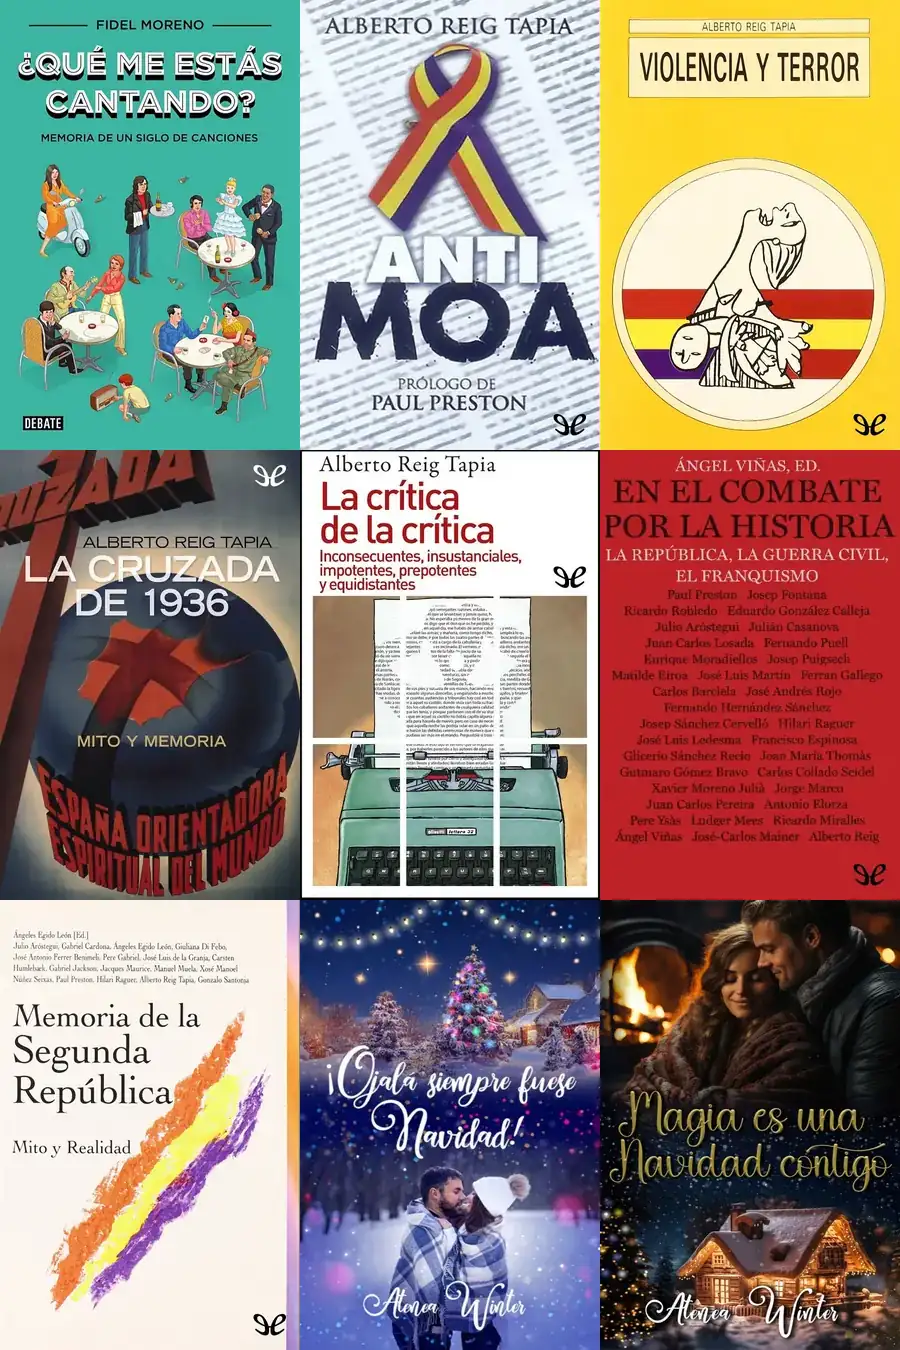 FIDEL MORENO
¿QUÉ ME ESTÁS
CANTANDO?
MEMORIA DE UN SIGLO DE CANCIONES
DEBATE
ALBERTO REIG TAPIA
ANTI
MOA
PRÓLOGO DE
PAUL PRESTON
ALBERTO REIG TAPIA
VIOLENCIA Y TERROR
CRUZADA
ALBERTO REIG TAPIA
LA CRUZADA
DE 1936
MITO Y MEMORIA
ESPAÑA ORIENTADORA
ESPIRITUAL DEL MUNDO
Alberto Reig Tapia
La crítica
de la crítica
Inconsecuentes, insustanciales,
impotentes, prepotentes
y equidistantes
olivetti lettera 32
ÁNGEL VIÑAS, ED.
EN EL COMBATE
POR LA HISTORIA
LA REPÚBLICA, LA GUERRA CIVIL,
EL FRANQUISMO
Paul Preston Josep Fontana
Ricardo Robledo Eduardo González Calleja
Julio Aróstegui Julián Casanova
Juan Carlos Losada Fernando Puell
Enrique Moradiellos Josep Puigsech
Matilde Eiroa José Luis Martín Ferran Gallego
Carlos Barciela José Andrés Rojo
Fernando Hernández Sánchez
Josep Sánchez Cervelló Hilari Raguer
José Luis Ledesma Francisco Espinosa
Glicerio Sánchez Recio Joan Maria Thomàs
Gutmaro Gómez Bravo Carlos Collado Seidel
Xavier Moreno Julià Jorge Marco
Juan Carlos Pereira Antonio Elorza
Pere Ysàs Ludger Mees Ricardo Miralles
Ángel Viñas José-Carlos Mainer Alberto Reig
Ángeles Egido León [Ed.]
Julio Aróstegui, Gabriel Cardona, Ángeles Egido León, Giuliana Di Febo,
José Antonio Ferrer Benimeli, Pere Gabriel, José Luis de la Granja, Carsten
Humlebæk, Gabriel Jackson, Jacques Maurice, Manuel Muela, Xosé Manoel
Núñez Seixas, Paul Preston, Hilari Raguer, Alberto Reig Tapia, Gonzalo Santonja
Memoria de la
Segunda
República
Mito y Realidad
¡Ojalá siempre fuese
Navidad!
Atenea Winter
Magia es una
Navidad contigo
Atenea Winter